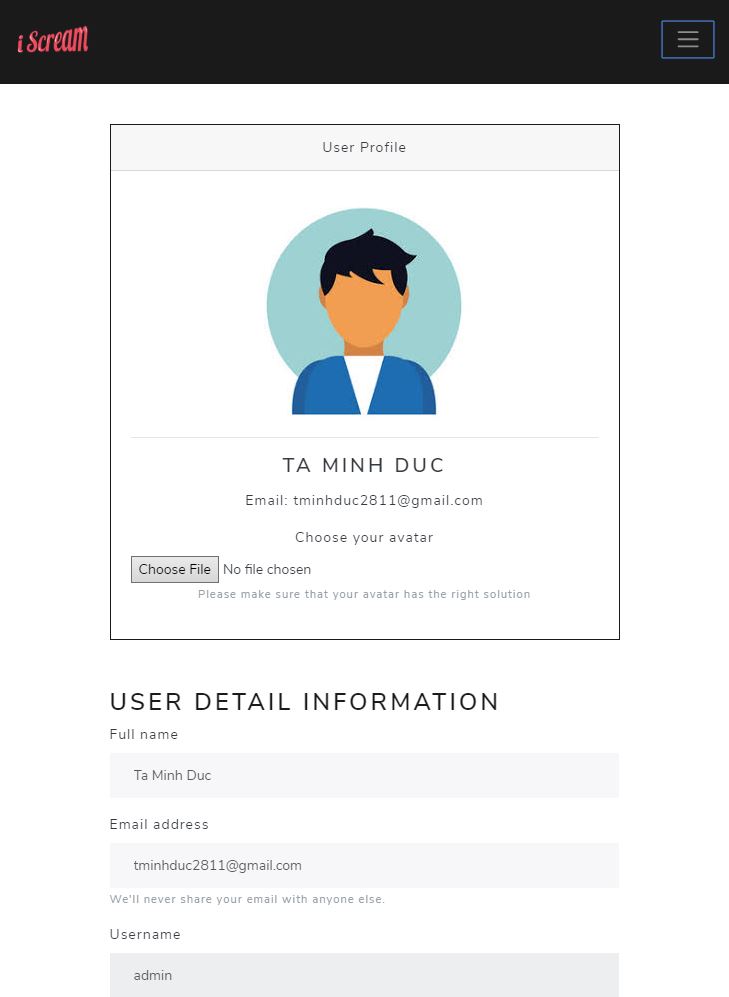 i Scream
User Profile
TA MINH DUC
Email: tminhduc2811@gmail.com
Choose your avatar
Choose File No file chosen
Please make sure that your avatar has the right solution
USER DETAIL INFORMATION
Full name
Ta Minh Duc
Email address
tminhduc2811@gmail.com
We'll never share your email with anyone else.
Username
admin